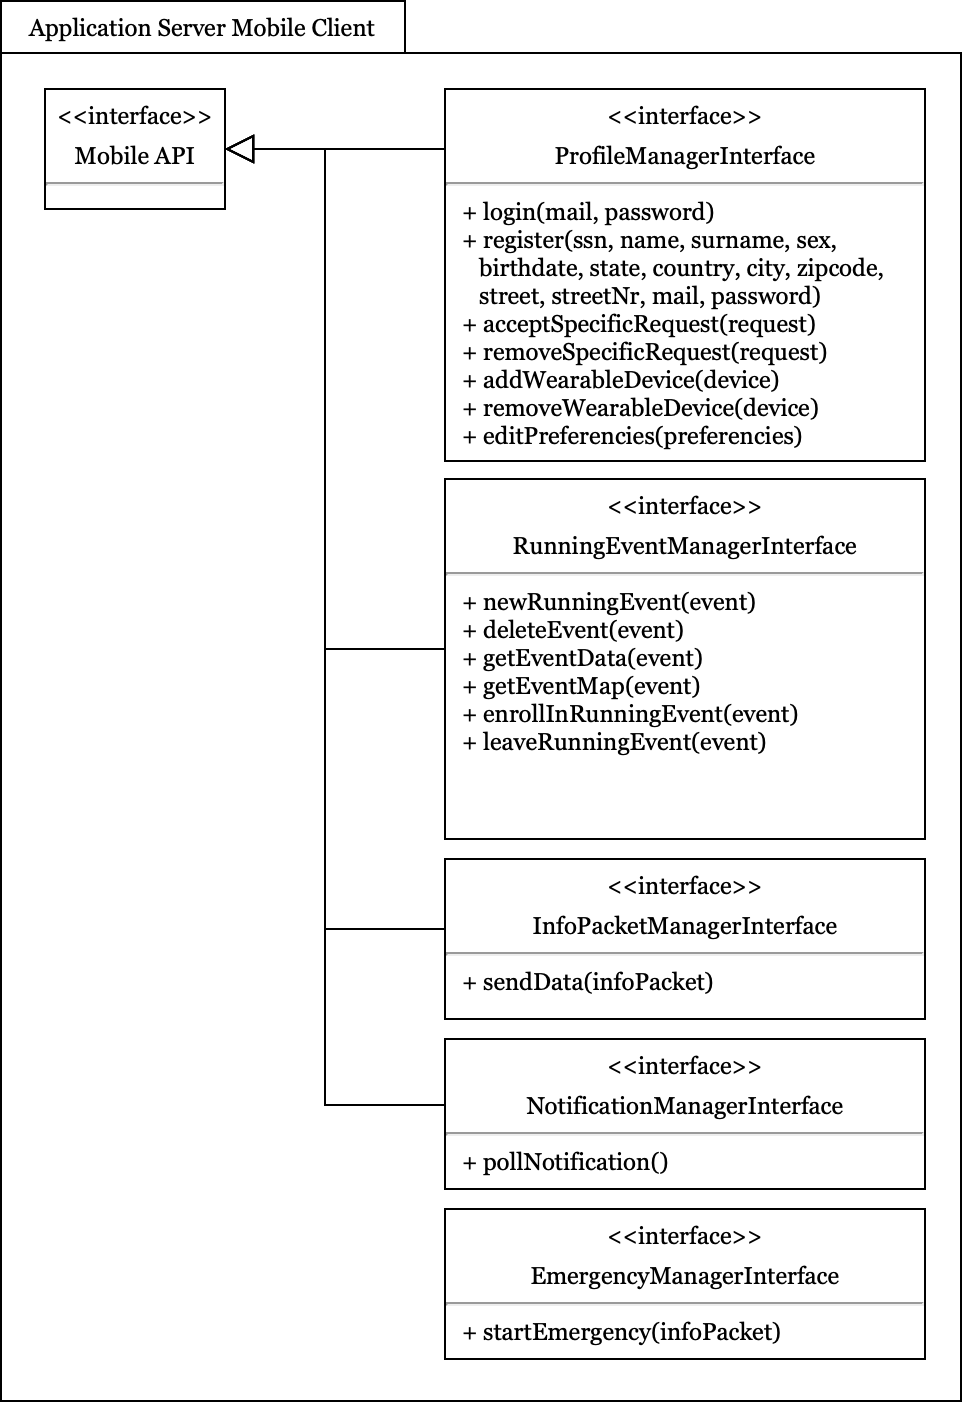 Application Server Mobile Client
<<interface>>
Mobile API
<<interface>>
ProfileManagerInterface
+ login(mail, password)
+ register(ssn, name, surname, sex,
birthdate, state, country, city, zipcode,
street, streetNr, mail, password)
+ acceptSpecificRequest(request)
+ removeSpecificRequest(request)
+ addWearableDevice(device)
+ removeWearableDevice(device)
+ editPreferencies(preferencies)
<<interface>>
RunningEventManagerInterface
+ newRunningEvent(event)
+ deleteEvent(event)
+ getEventData(event)
+ getEventMap(event)
+ enrollInRunningEvent(event)
+ leaveRunningEvent(event)
<<interface>>
InfoPacketManagerInterface
+ sendData(infoPacket)
<<interface>>
NotificationManagerInterface
+ pollNotification()
<<interface>>
EmergencyManagerInterface
+ startEmergency(infoPacket)